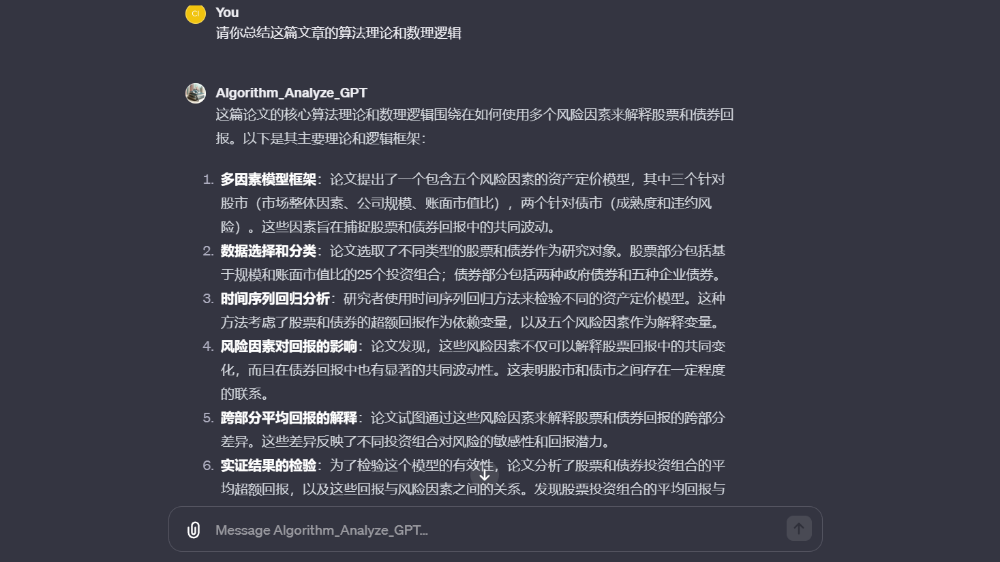 CI
You
请你总结这篇文章的算法理论和数理逻辑
Algorithm_Analyze_GPT
这篇论文的核心算法理论和数理逻辑围绕在如何使用多个风险因素来解释股票和债券回
报。以下是其主要理论和逻辑框架：
1. 多因素模型框架：论文提出了一个包含五个风险因素的资产定价模型，其中三个针对
股市（市场整体因素、公司规模、账面市值比），两个针对债市（成熟度和违约风
险）。这些因素旨在捕捉股票和债券回报中的共同波动。
2. 数据选择和分类：论文选取了不同类型的股票和债券作为研究对象。股票部分包括基
于规模和账面市值比的25个投资组合；债券部分包括两种政府债券和五种企业债券。
3. 时间序列回归分析：研究者使用时间序列回归方法来检验不同的资产定价模型。这种
方法考虑了股票和债券的超额回报作为依赖变量，以及五个风险因素作为解释变量。
4. 风险因素对回报的影响：论文发现，这些风险因素不仅可以解释股票回报中的共同变
化，而且在债券回报中也有显著的共同波动性。这表明股市和债市之间存在一定程度
的联系。
5. 跨部分平均回报的解释：论文试图通过这些风险因素来解释股票和债券回报的跨部分
差异。这些差异反映了不同投资组合对风险的敏感性和回报潜力。
6. 实证结果的检验：为了检验这个模型的有效性，论文分析了股票和债券投资组合的平
均超额回报，以及这些回报与风险因素之间的关系。发现股票投资组合的平均回报与
Message Algorithm_Analyze_GPT...